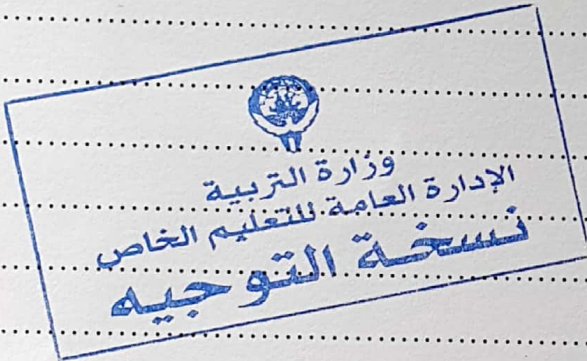 وزارة التربية
الإدارة العامة للتعليم الخاص
نسخة التوجيه